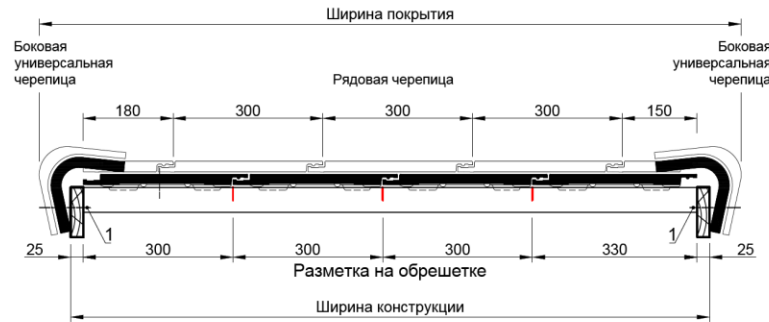 Ширина покрытия
Боковая
универсальная
черепица
Рядовая черепица
Боковая
универсальная
черепица
180 300 300 300 150
1 1
25 300 300 300 330 25
Разметка на обрешетке
Ширина конструкции